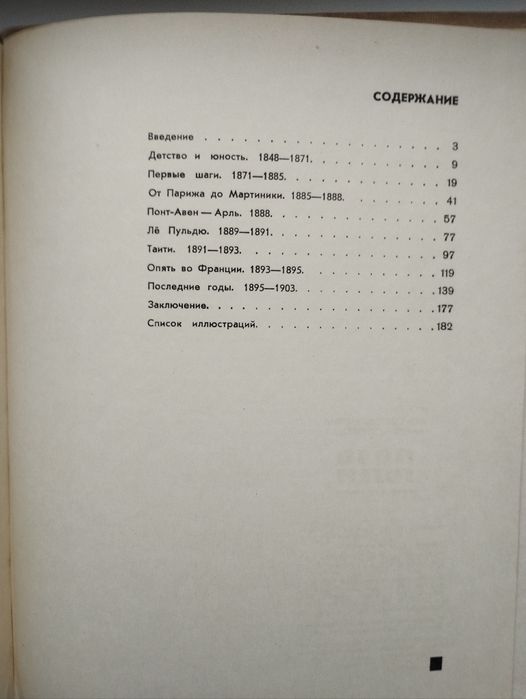 СОДЕРЖАНИЕ
Введение . . . . . . . . . . . . . . . 3
Детство и юность. 1848—1871. . . . . . . . . 9
Первые шаги. 1871—1885. . . . . . . . . . . 19
От Парижа до Мартиники. 1885—1888. . . . . . . 41
Понт-Авен — Арль. 1888. . . . . . . . . . . 57
Лё Пульдю. 1889—1891. . . . . . . . . . . 77
Таити. 1891—1893. . . . . . . . . . . . . 97
Опять во Франции. 1893—1895. . . . . . . . . 119
Последние годы. 1895—1903. . . . . . . . . . 139
Заключение. . . . . . . . . . . . . . . 177
Список иллюстраций. . . . . . . . . . . . 182